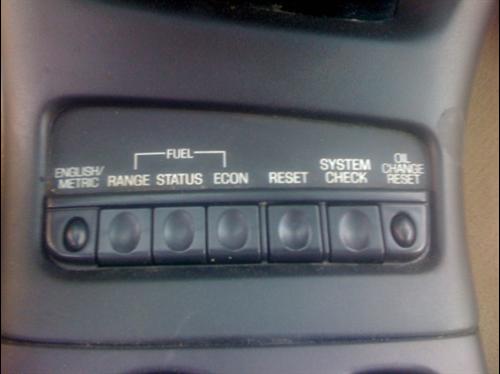 FUEL
ENGLISH/
METRIC
RANGE STATUS ECON
RESET
SYSTEM
CHECK
OIL
CHANGE
RESET